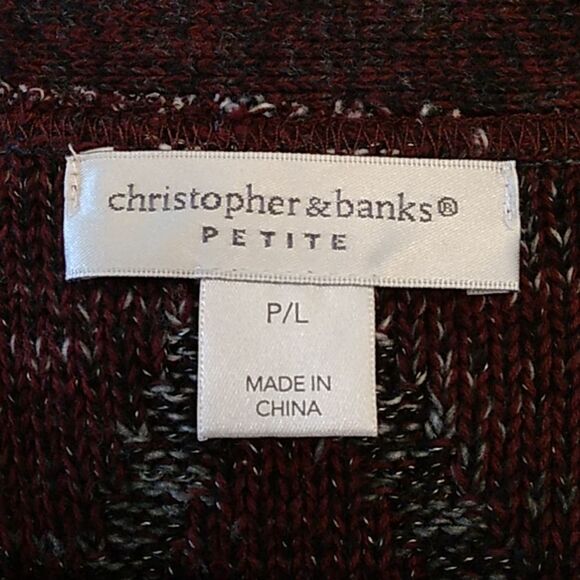 christopher&banks®
PETITE
P/L
MADE IN
CHINA